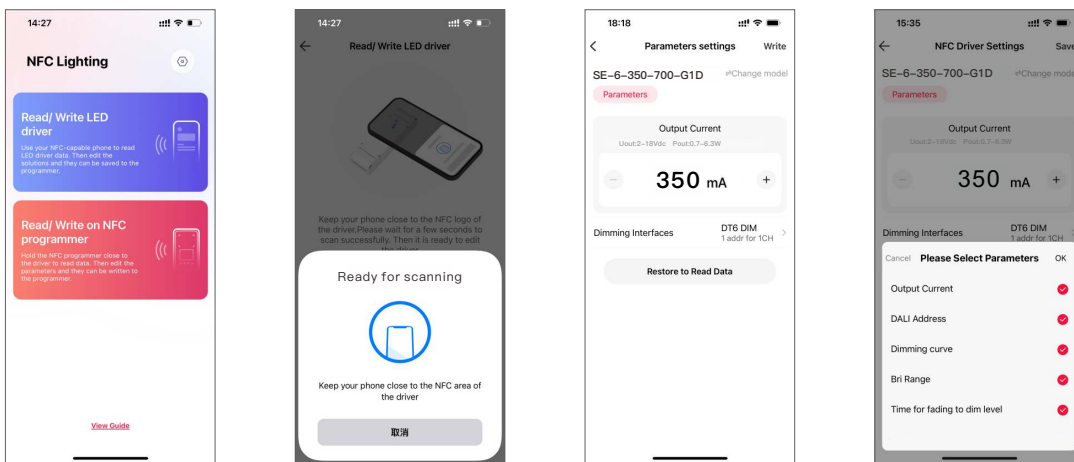 14:27
NFC Lighting
Read/ Write LED
driver
Use your NFC-capable phone to read
LED driver data. Then edit the
solutions and they can be saved to the
programmer.
Read/ Write on NFC
programmer
Hold the NFC programmer close to
the driver to read data. Then edit the
parameters and they can be written to
the programmer.
View Guide
14:27
Read/ Write LED driver
Keep your phone close to the NFC logo of
the driver.Please wait for a few seconds to
scan successfully. Then it is ready to edit
the driver
Ready for scanning
Keep your phone close to the NFC area of
the driver
取消
18:18
Parameters settings Write
SE-6-350-700-G1D ⇌Change model
Parameters
Output Current
Uout:2-18Vdc Pout:0.7-6.3W
− 350 mA +
Dimming Interfaces DT6 DIM
1 addr for 1CH
Restore to Read Data
15:35
NFC Driver Settings Save
SE-6-350-700-G1D ⇌Change mode
Parameters
Output Current
Uout:2-18Vdc Pout:0.7-6.3W
− 350 mA +
Dimming Interfaces DT6 DIM
1 addr for 1CH
Cancel Please Select Parameters OK
Output Current
DALI Address
Dimming curve
Bri Range
Time for fading to dim level